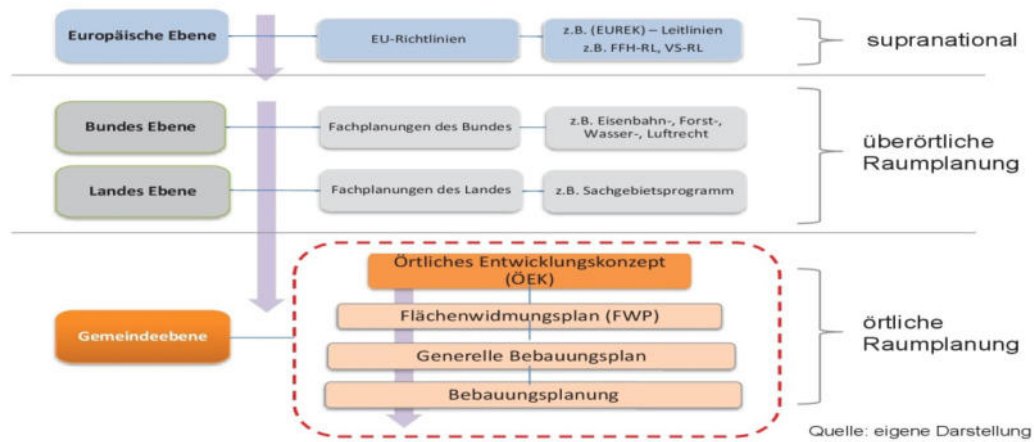 Europäische Ebene
EU-Richtlinien
z.B. (EUREK) – Leitlinien
z.B. FFH-RL, VS-RL
supranational
Bundes Ebene
Fachplanungen des Bundes
z.B. Eisenbahn-, Forst-,
Wasser-, Luftrecht
Landes Ebene
Fachplanungen des Landes
z.B. Sachgebietsprogramm
überörtliche
Raumplanung
Gemeindeebene
Örtliches Entwicklungskonzept
(ÖEK)
Flächenwidmungsplan (FWP)
Generelle Bebauungsplan
Bebauungsplanung
örtliche
Raumplanung
Quelle: eigene Darstellung